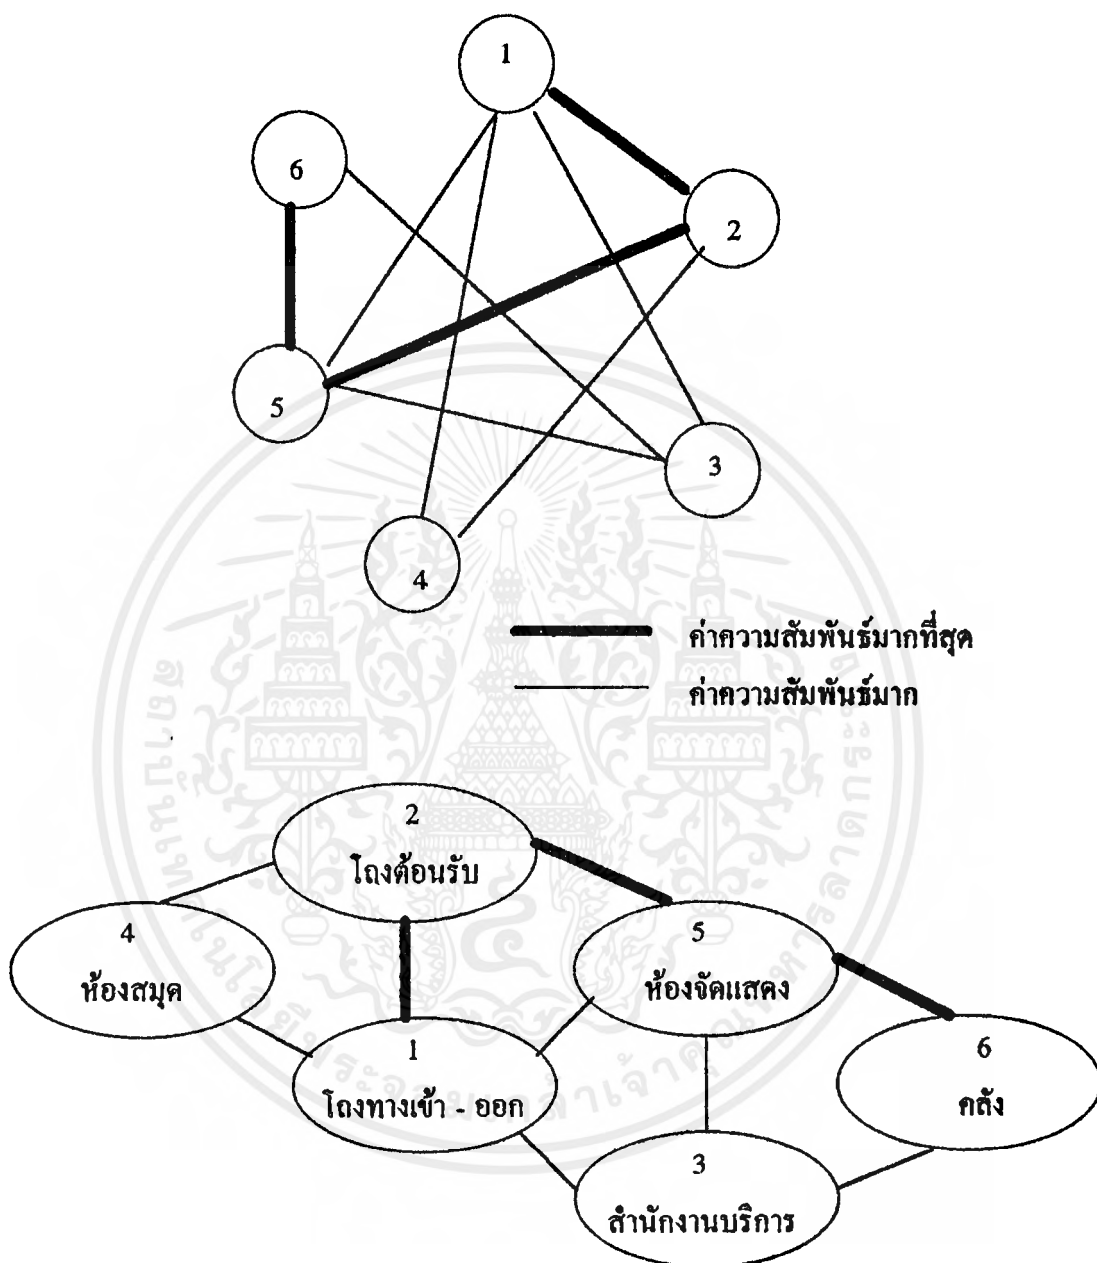 1
6
2
5
3
4
ค่าความสัมพันธ์มากที่สุด
ค่าความสัมพันธ์มาก
2
โถงต้อนรับ
4
ห้องสมุด
5
ห้องจัดแสดง
1
โถงทางเข้า - ออก
6
คลัง
3
สำนักงานบริการ